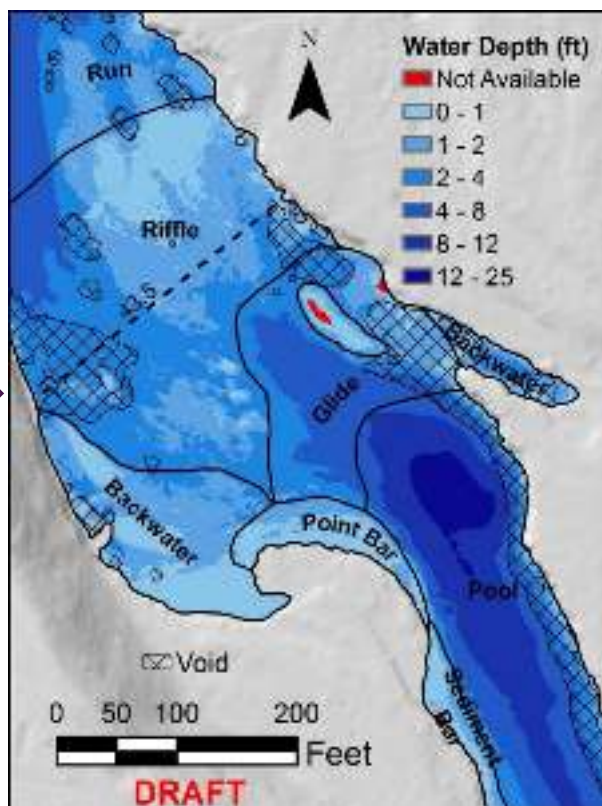 Run
N
Water Depth (ft)
Not Available
0 - 1
1 - 2
2 - 4
4 - 8
8 - 12
12 - 25
Riffle
Backwater
Glide
Backwater
Point Bar
Pool
Sediment
Bar
Void
0 50 100 200
Feet
DRAFT